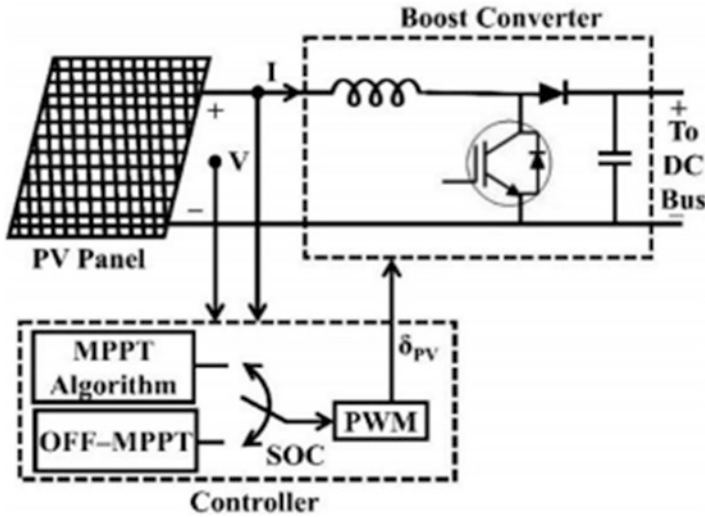 Boost Converter
I
+
V
−
PV Panel
+
To
DC
Bus
−
δPV
MPPT
Algorithm
OFF–MPPT
SOC
PWM
Controller